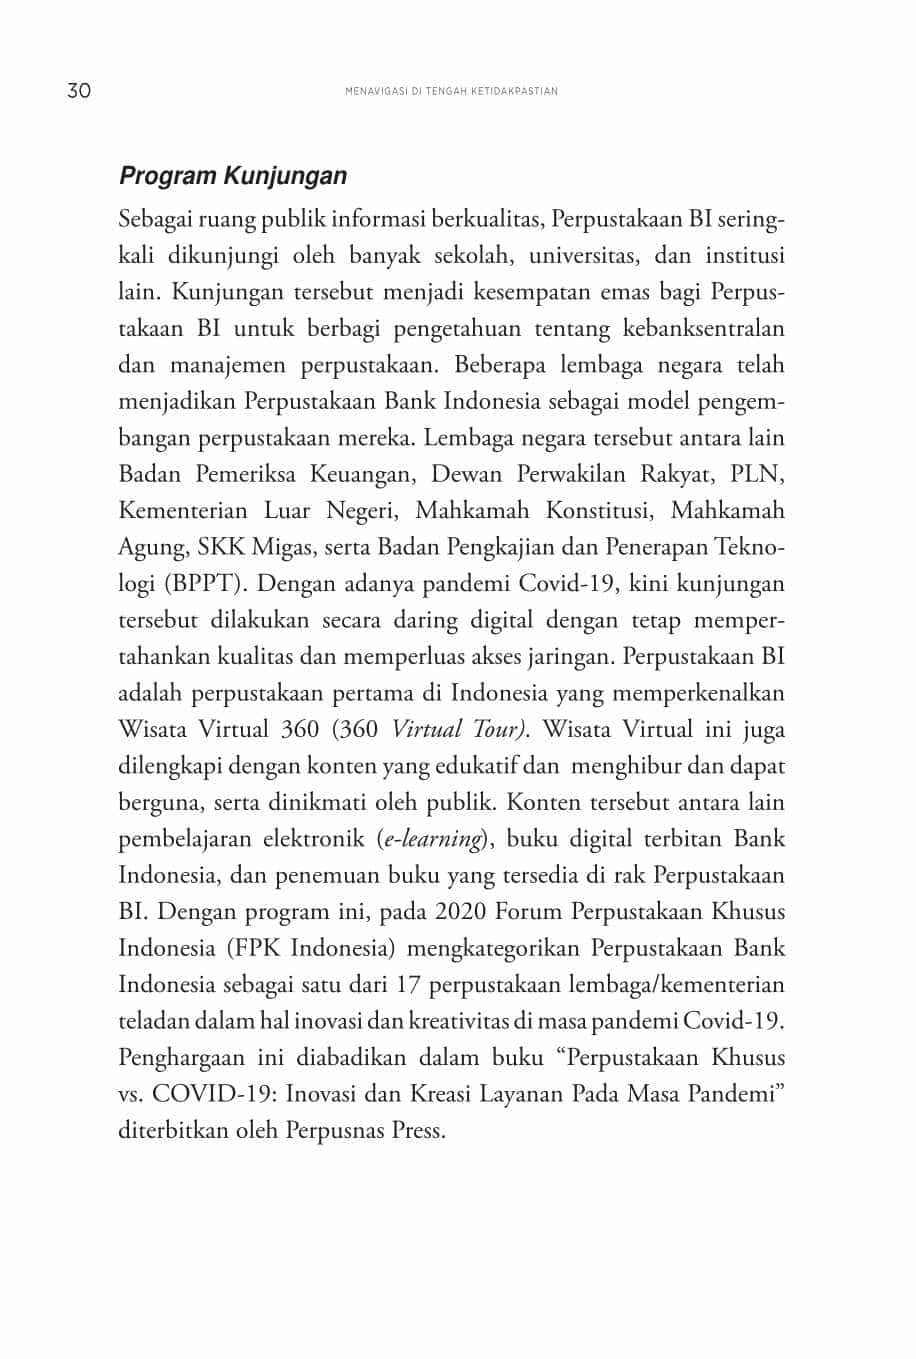 30
MENAVIGASI DI TENGAH KETIDAKPASTIAN
Program Kunjungan
Sebagai ruang publik informasi berkualitas, Perpustakaan BI sering-
kali dikunjungi oleh banyak sekolah, universitas, dan institusi
lain. Kunjungan tersebut menjadi kesempatan emas bagi Perpus-
takaan BI untuk berbagi pengetahuan tentang kebanksentralan
dan manajemen perpustakaan. Beberapa lembaga negara telah
menjadikan Perpustakaan Bank Indonesia sebagai model pengem-
bangan perpustakaan mereka. Lembaga negara tersebut antara lain
Badan Pemeriksa Keuangan, Dewan Perwakilan Rakyat, PLN,
Kementerian Luar Negeri, Mahkamah Konstitusi, Mahkamah
Agung, SKK Migas, serta Badan Pengkajian dan Penerapan Tekno-
logi (BPPT). Dengan adanya pandemi Covid-19, kini kunjungan
tersebut dilakukan secara daring digital dengan tetap memper-
tahankan kualitas dan memperluas akses jaringan. Perpustakaan BI
adalah perpustakaan pertama di Indonesia yang memperkenalkan
Wisata Virtual 360 (360 Virtual Tour). Wisata Virtual ini juga
dilengkapi dengan konten yang edukatif dan  menghibur dan dapat
berguna, serta dinikmati oleh publik. Konten tersebut antara lain
pembelajaran elektronik (e-learning), buku digital terbitan Bank
Indonesia, dan penemuan buku yang tersedia di rak Perpustakaan
BI. Dengan program ini, pada 2020 Forum Perpustakaan Khusus
Indonesia (FPK Indonesia) mengkategorikan Perpustakaan Bank
Indonesia sebagai satu dari 17 perpustakaan lembaga/kementerian
teladan dalam hal inovasi dan kreativitas di masa pandemi Covid-19.
Penghargaan ini diabadikan dalam buku “Perpustakaan Khusus
vs. COVID-19: Inovasi dan Kreasi Layanan Pada Masa Pandemi”
diterbitkan oleh Perpusnas Press.